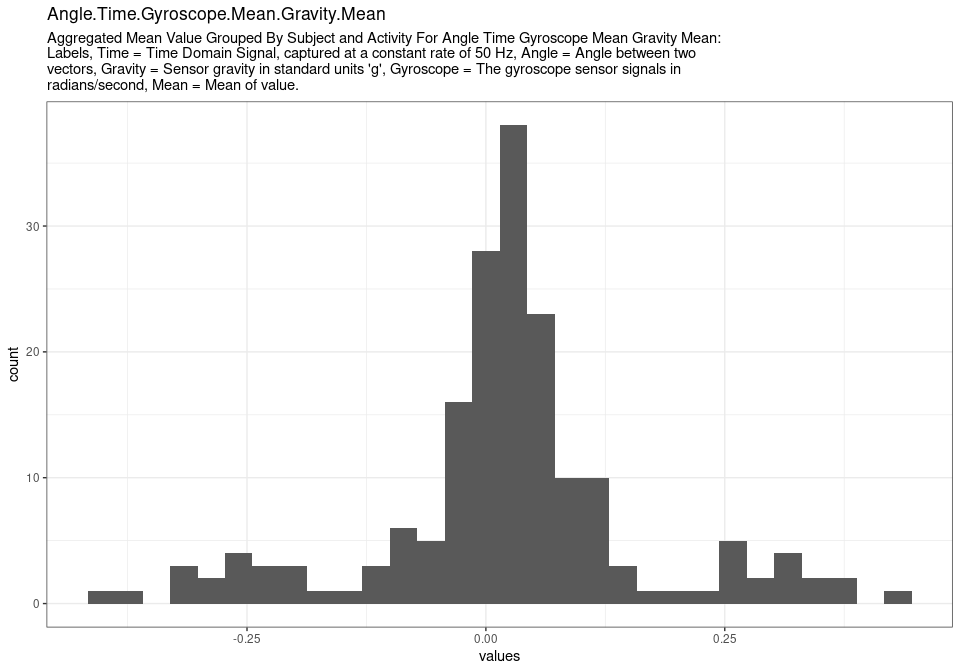 Angle.Time.Gyroscope.Mean.Gravity.Mean
Aggregated Mean Value Grouped By Subject and Activity For Angle Time Gyroscope Mean Gravity Mean:
Labels, Time = Time Domain Signal, captured at a constant rate of 50 Hz, Angle = Angle between two
vectors, Gravity = Sensor gravity in standard units 'g', Gyroscope = The gyroscope sensor signals in
radians/second, Mean = Mean of value.
30
20
10
0
count
-0.25
0.00
0.25
values